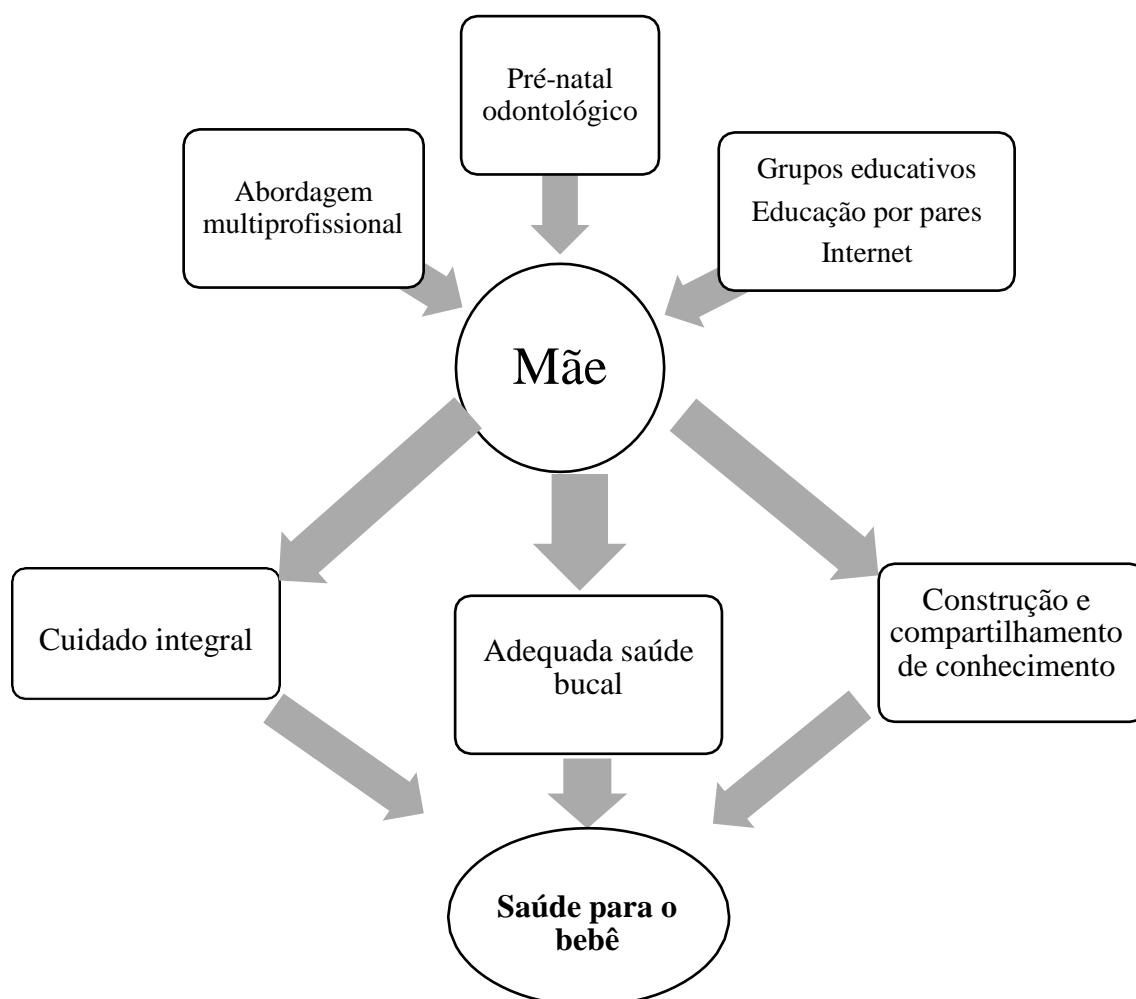 Pré-natal
odontológico
Abordagem
multiprofissional
Grupos educativos
Educação por pares
Internet
Mãe
Cuidado integral
Adequada saúde
bucal
Construção e
compartilhamento
de conhecimento
Saúde para o
bebê